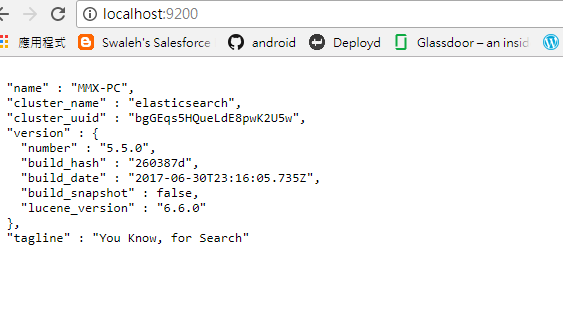 localhost:9200
應用程式 Swaleh's Salesforce android Deployd Glassdoor – an insid
"name" : "MMX-PC",
"cluster_name" : "elasticsearch",
"cluster_uuid" : "bgGEqs5HQueLdE8pwK2U5w",
"version" : {
"number" : "5.5.0",
"build_hash" : "260387d",
"build_date" : "2017-06-30T23:16:05.735Z",
"build_snapshot" : false,
"lucene_version" : "6.6.0"
},
"tagline" : "You Know, for Search"